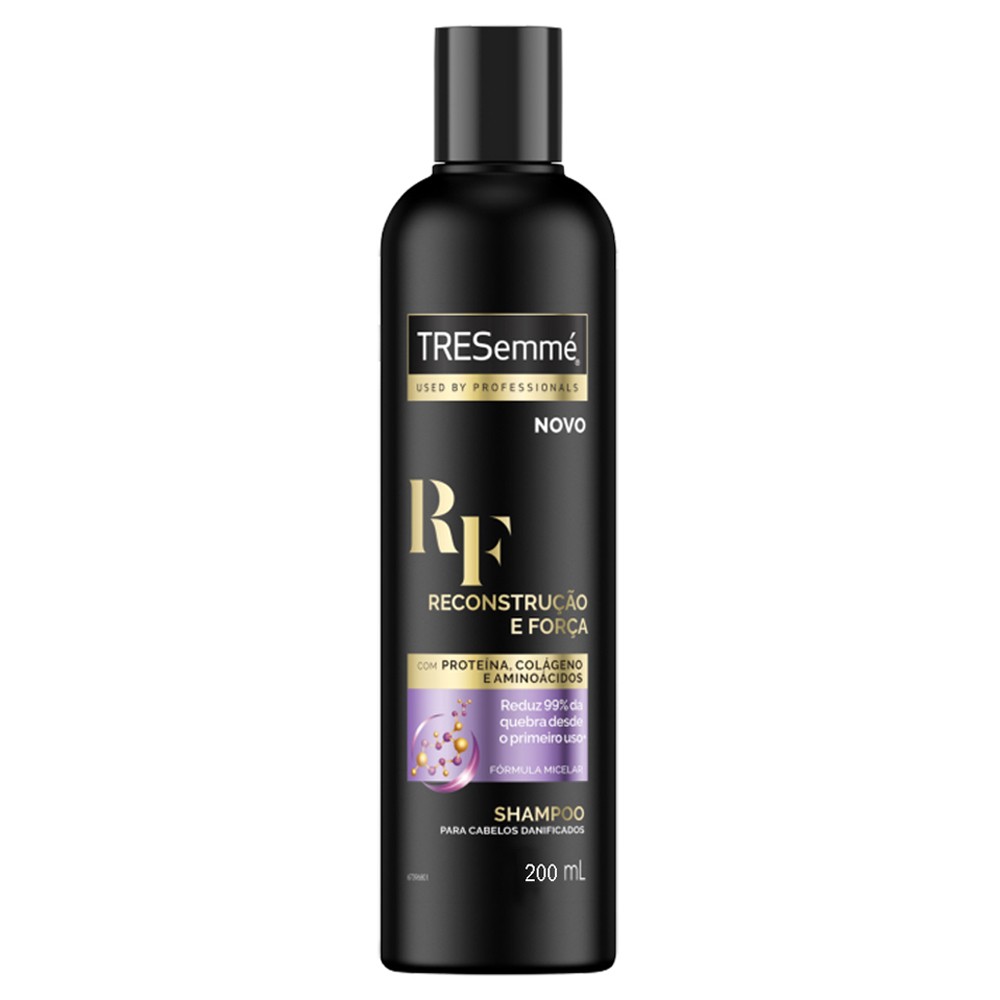 TRESemmé
USED BY PROFESSIONALS
NOVO
RF
RECONSTRUÇÃO
E FORÇA
COM PROTEÍNA, COLÁGENO
E AMINOÁCIDOS
Reduz 99% da
quebra desde
o primeiro uso*
FÓRMULA MICELAR
SHAMPOO
PARA CABELOS DANIFICADOS
200 mL